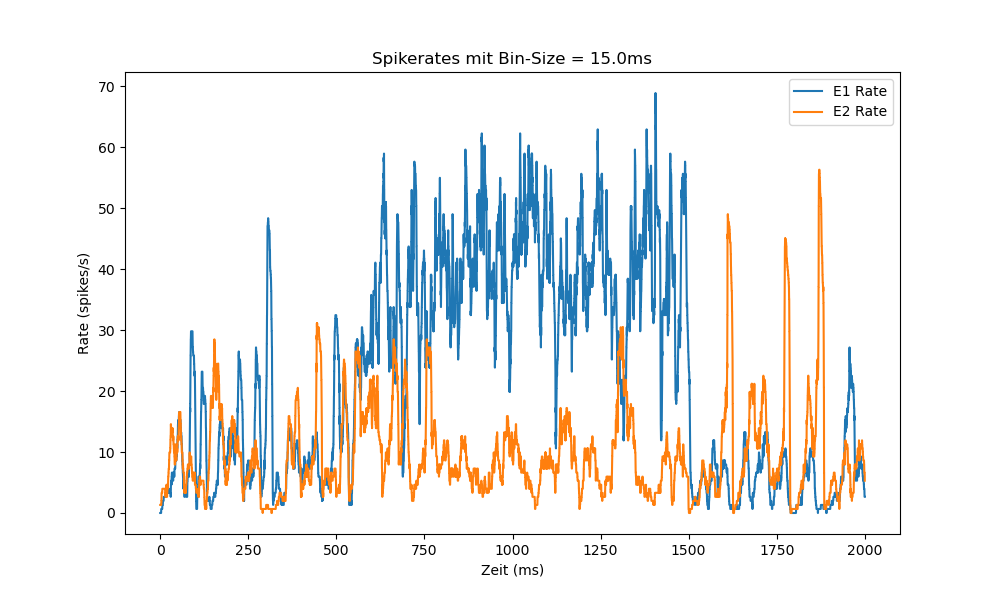 Spikerates mit Bin-Size = 15.0ms
E1 Rate
E2 Rate
Rate (spikes/s)
70
60
50
40
30
20
10
0
0 250 500 750 1000 1250 1500 1750 2000
Zeit (ms)